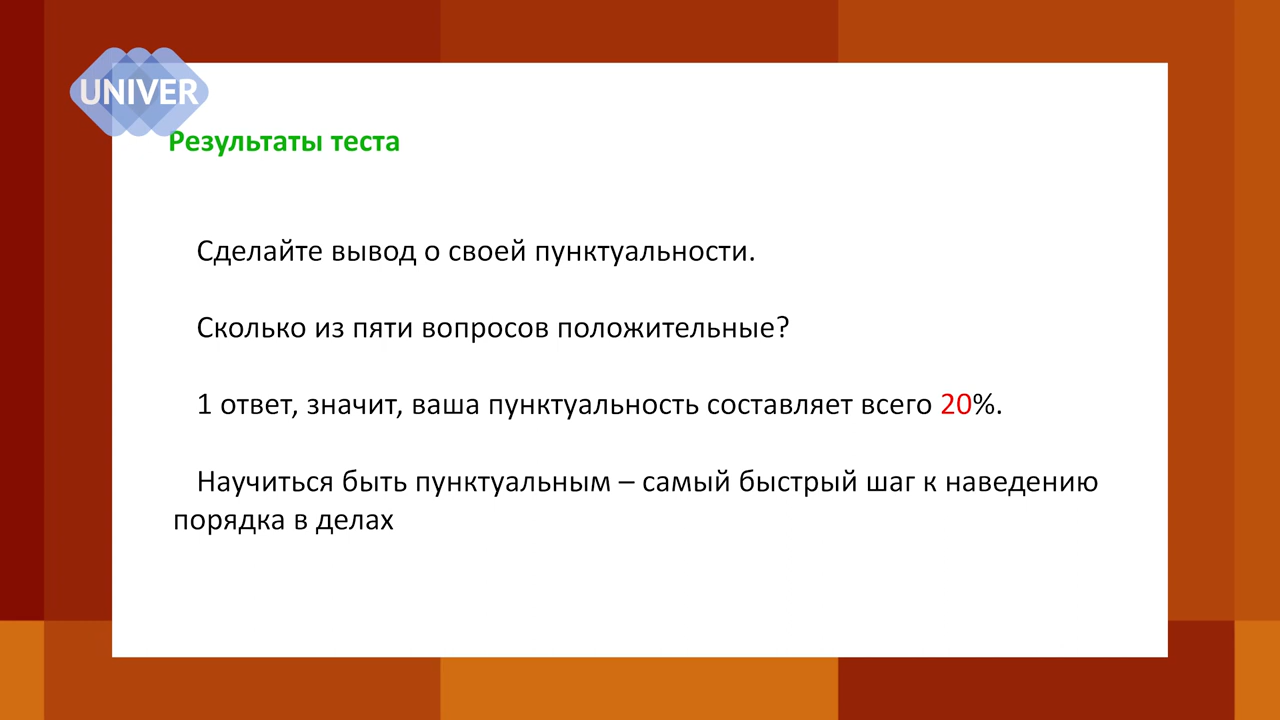 UNIVER
Результаты теста
Сделайте вывод о своей пунктуальности.
Сколько из пяти вопросов положительные?
1 ответ, значит, ваша пунктуальность составляет всего 20%.
Научиться быть пунктуальным – самый быстрый шаг к наведению
порядка в делах